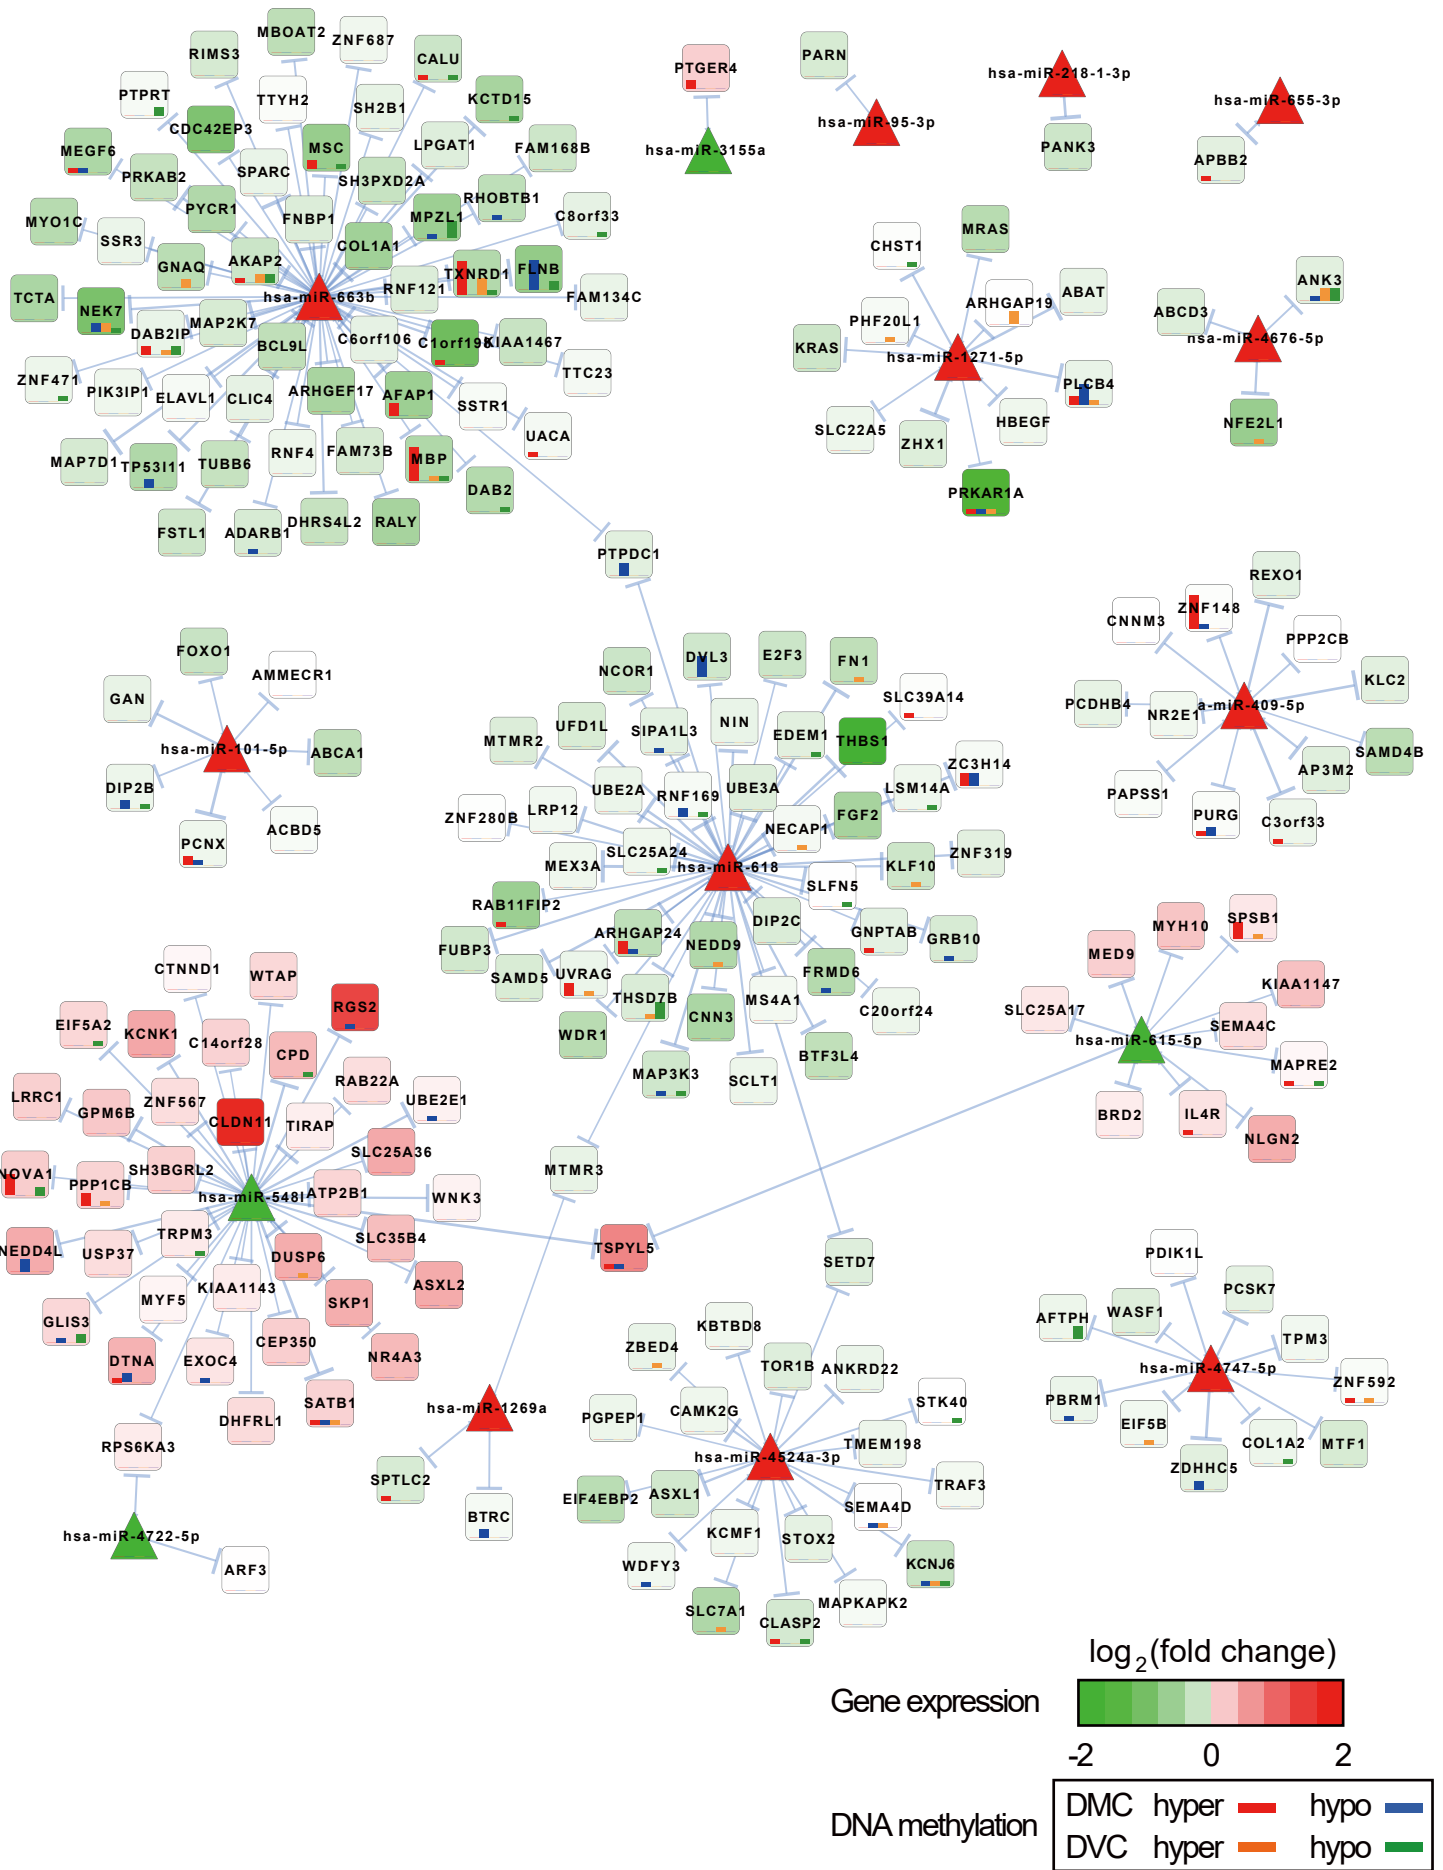 MBOAT2
ZNF687
RIMS3
CALU
PTGER4
PARN
hsa-miR-218-1-3p
PTPRT
TTYH2
SH2B1
KCTD15
hsa-miR-655-3p
CDC42EP3
hsa-miR-95-3p
MEGF6
MSC
LPGAT1
FAM168B
hsa-miR-3155a
PANK3
APBB2
PRKAB2
SPARC
SH3PXD2A
RHOBTB1
MYO1C
PYCR1
FNBP1
MPZL1
C8orf33
SSR3
COL1A1
CHST1
MRAS
GNAQ
AKAP2
TXNRD1
FLNB
ANK3
TCTA
hsa-miR-663b
RNF121
FAM134C
ARHGAP19
ABAT
NEK7
DAB2IP
MAP2K7
PHF20L1
ABCD3
BCL9L
C6orf106
C1orf198
KIAA1467
KRAS
hsa-miR-1271-5p
hsa-miR-4676-5p
ZNF471
PIK3IP1
ELAVL1
CLIC4
ARHGEF17
AFAP1
SSTR1
TTC23
PLCB4
SLC22A5
ZHX1
HBEGF
NFE2L1
UACA
MAP7D1
TP53I11
TUBB6
RNF4
FAM73B
MBP
DAB2
PRKAR1A
FSTL1
ADARB1
DHRS4L2
RALY
PTPDC1
REXO1
CNNM3
ZNF148
PPP2CB
FOXO1
AMMECR1
NCOR1
DVL3
E2F3
FN1
KLC2
GAN
SLC39A14
PCDHB4
NR2E1
a-miR-409-5p
hsa-miR-101-5p
ABCA1
MTMR2
UFD1L
SIPA1L3
NIN
EDEM1
THBS1
SAMD4B
DIP2B
UBE2A
RNF169
UBE3A
ZC3H14
AP3M2
LSM14A
PAPSS1
ZNF280B
LRP12
NECAP1
FGF2
PURG
C3orf33
PCNX
ACBD5
MEX3A
SLC25A24
hsa-miR-618
KLF10
ZNF319
SLFN5
RAB11FIP2
DIP2C
GNPTAB
GRB10
SPSB1
MYH10
FUBP3
ARHGAP24
NEDD9
MED9
CTNND1
WTAP
SAMD5
UVRAG
FRMD6
KIAA1147
RGS2
THSD7B
MS4A1
C20orf24
SLC25A17
EIF5A2
KCNK1
C14orf28
CPD
WDR1
CNN3
hsa-miR-615-5p
SEMA4C
BTF3L4
MAPRE2
LRRC1
GPM6B
ZNF567
CLDN11
TIRAP
RAB22A
UBE2E1
MAP3K3
SCLT1
BRD2
IL4R
NLGN2
SLC25A36
NOVA1
PPP1CB
SH3BGRL2
hsa-miR-548l
ATP2B1
WNK3
MTMR3
NEDD4L
USP37
TRPM3
DUSP6
SLC35B4
TSPYL5
SETD7
PDIK1L
MYF5
KIAA1143
SKP1
ASXL2
PCSK7
GLIS3
CEP350
AFTPH
WASF1
TPM3
DTNA
EXOC4
NR4A3
ZBED4
KBTBD8
TOR1B
ANKRD22
hsa-miR-4747-5p
ZNF592
DHFRL1
SATB1
hsa-miR-1269a
PGPEP1
CAMK2G
STK40
PBRM1
EIF5B
COL1A2
MTF1
RPS6KA3
TMEM198
hsa-miR-4524a-3p
ZDHHC5
SPTLC2
EIF4EBP2
ASXL1
TRAF3
SEMA4D
BTRC
hsa-miR-4722-5p
KCMF1
STOX2
KCNJ6
ARF3
WDFY3
SLC7A1
CLASP2
MAPKAPK2
log2(fold change)
Gene expression
-2 0 2
DNA methylation
DMC hyper hypo
DVC hyper hypo